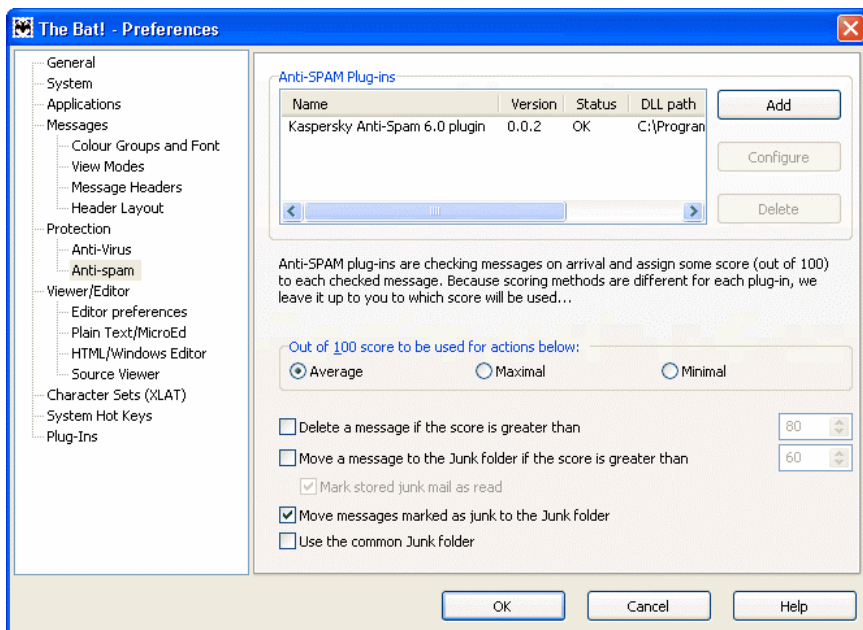 The Bat! - Preferences
General
System
Applications
Messages
Colour Groups and Font
View Modes
Message Headers
Header Layout
Protection
Anti-Virus
Anti-spam
Viewer/Editor
Editor preferences
Plain Text/MicroEd
HTML/Windows Editor
Source Viewer
Character Sets (XLAT)
System Hot Keys
Plug-Ins
Anti-SPAM Plug-ins
Name Version Status DLL path
Kaspersky Anti-Spam 6.0 plugin 0.0.2 OK C:\Program
Add
Configure
Delete
Anti-SPAM plug-ins are checking messages on arrival and assign some score (out of 100)
to each checked message. Because scoring methods are different for each plug-in, we
leave it up to you to which score will be used...
Out of 100 score to be used for actions below:
Average Maximal Minimal
Delete a message if the score is greater than 80
Move a message to the Junk folder if the score is greater than 60
Mark stored junk mail as read
Move messages marked as junk to the Junk folder
Use the common Junk folder
OK Cancel Help